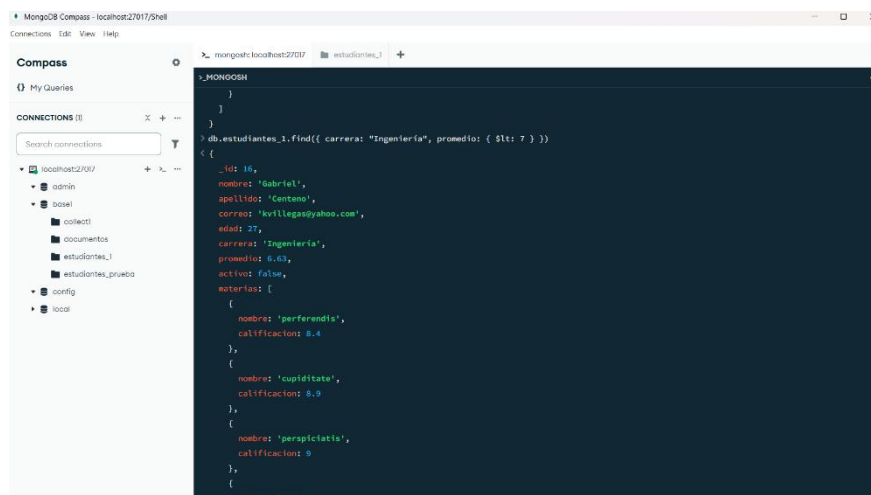 MongoDB Compass - localhost:27017/Shell
Connections Edit View Help
Compass
My Queries
CONNECTIONS (1)
Search connections
localhost:27017
admin
base1
collect1
documentos
estudiantes_1
estudiantes_prueba
config
local
>_ mongosh: localhost:27017 estudiantes_1 +
>_MONGOSH
}
]
}
> db.estudiantes_1.find({ carrera: "Ingeniería", promedio: { $lt: 7 } })
< {
_id: 16,
nombre: 'Gabriel',
apellido: 'Centeno',
correo: 'kvillegas@yahoo.com',
edad: 27,
carrera: 'Ingeniería',
promedio: 6.63,
activo: false,
materias: [
{
nombre: 'perferendis',
calificacion: 8.4
},
{
nombre: 'cupiditate',
calificacion: 8.9
},
{
nombre: 'perspiciatis',
calificacion: 9
},
{